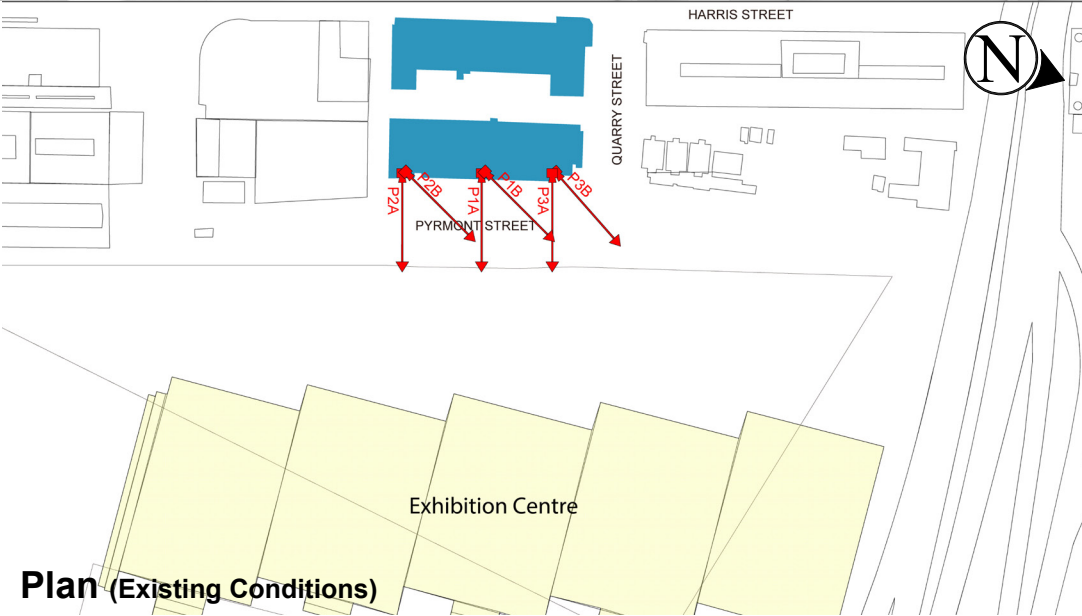 HARRIS STREET
N
QUARRY STREET
P2A
P2B
P1A
P1B
P3A
P3B
PYRMONT STREET
Exhibition Centre
Plan (Existing Conditions)